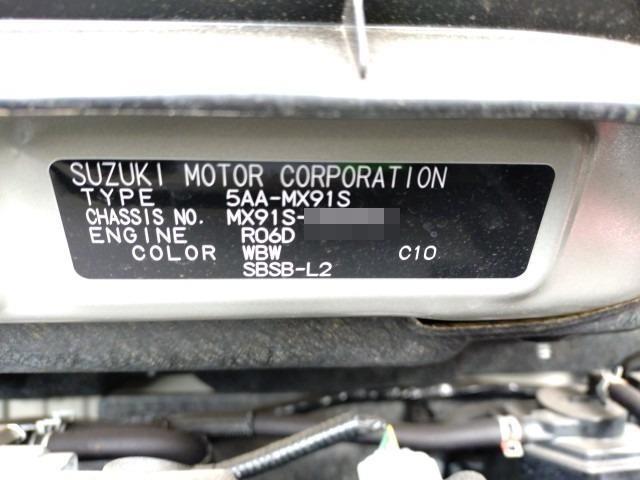 SUZUKI MOTOR CORPORATION
TYPE 5AA-MX91S
CHASSIS NO. MX91S-
ENGINE R06D
COLOR WBW C10
SBSB-L2